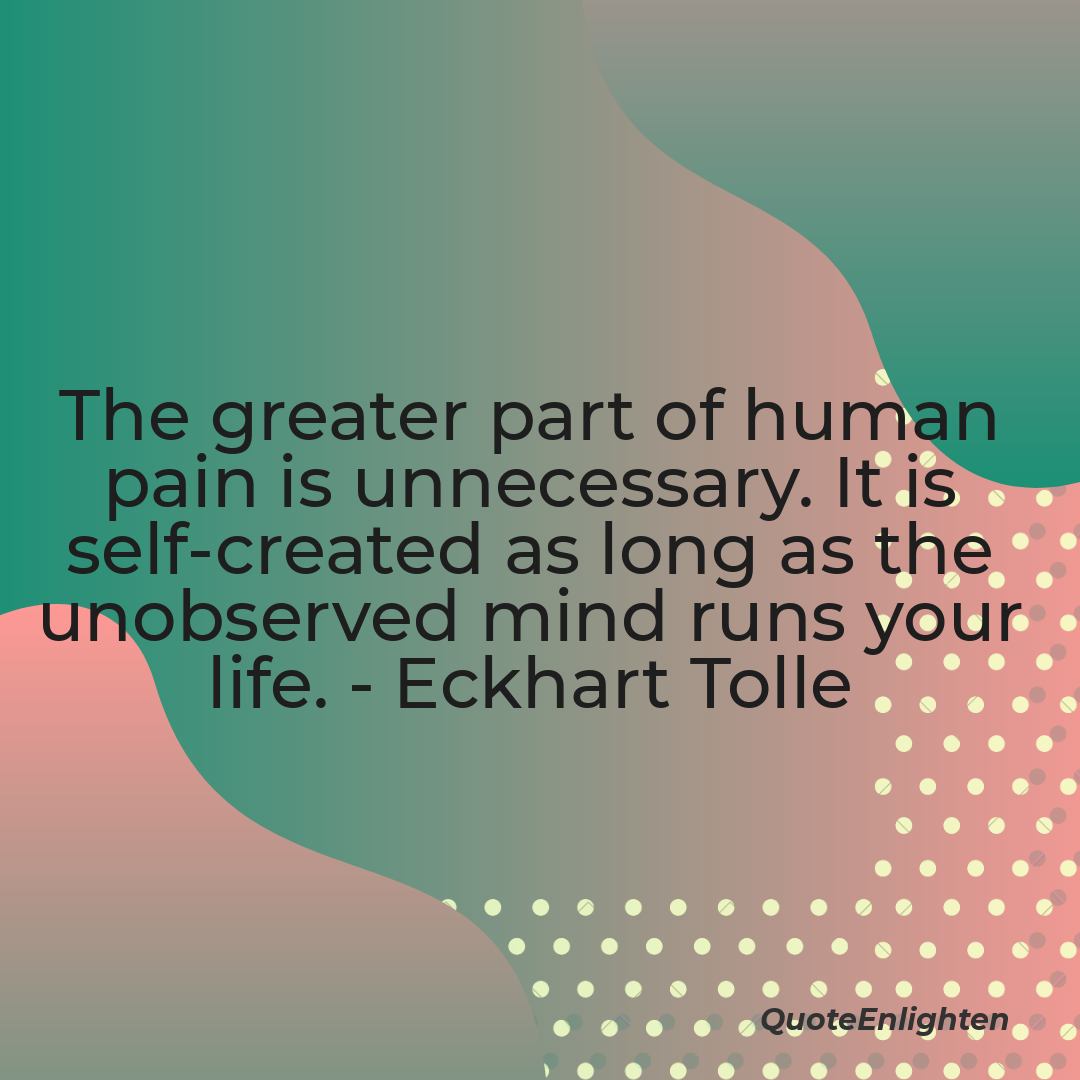 The greater part of human
pain is unnecessary. It is
self-created as long as the
unobserved mind runs your
life. - Eckhart Tolle
QuoteEnlighten